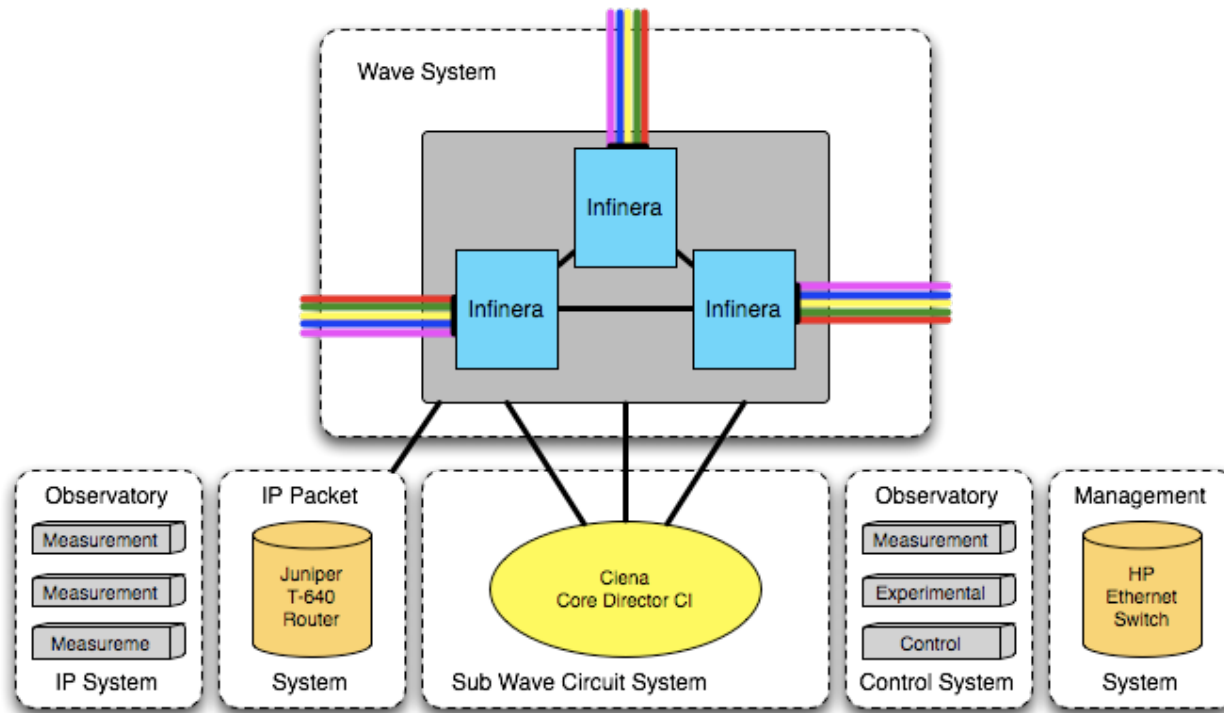 Wave System
Infinera
Infinera
Infinera
Observatory
Measurement
Measurement
Measureme
IP System
IP Packet
Juniper
T-640
Router
System
Ciena
Core Director CI
Sub Wave Circuit System
Observatory
Measurement
Experimental
Control
Control System
Management
HP
Ethernet
Switch
System